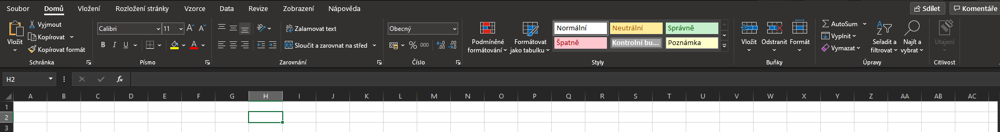 Soubor Domů Vložení Rozložení stránky Vzorce Data Revize Zobrazení Nápověda Sdílet Komentáře
Vložit
Vyjmout
Kopírovat
Kopírovat formát
Schránka
Calibri 11 A A
B I U A
Písmo
ab Zalamovat text
Sloučit a zarovnat na střed
Zarovnání
Obecný
% 000 ,00 ,00
Číslo
Podmíněné
formátování
Formátovat
jako tabulku
Normální Neutrální Správně
Špatně Kontrolní bu... Poznámka
Styly
Vložit Odstranit Formát
Buňky
AutoSum
Vyplnit
Vymazat
Seřadit a
filtrovat
Najít a
vybrat
Úpravy
Utajení
Citlivost
H2 fx
A B C D E F G H I J K L M N O P Q R S T U V W X Y Z AA AB AC
1
2
3